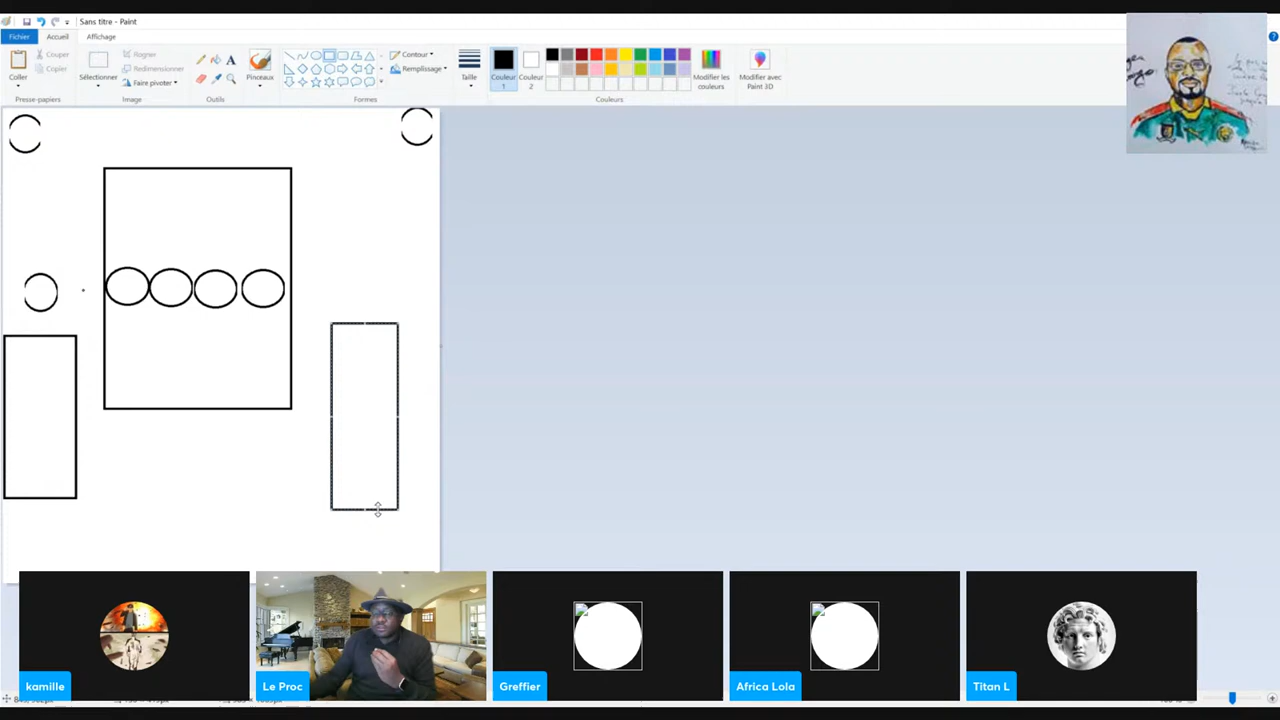 Sans titre - Paint
Fichier
Accueil
Affichage
Coller
Couper
Copier
Presse-papiers
Sélectionner
Rogner
Redimensionner
Faire pivoter
Image
Outils
Pinceaux
Formes
Contour
Remplissage
Taille
Couleur 1
Couleur 2
Modifier les couleurs
Couleurs
Modifier avec Paint 3D
kamille
Le Proc
Greffier
Africa Lola
Titan L